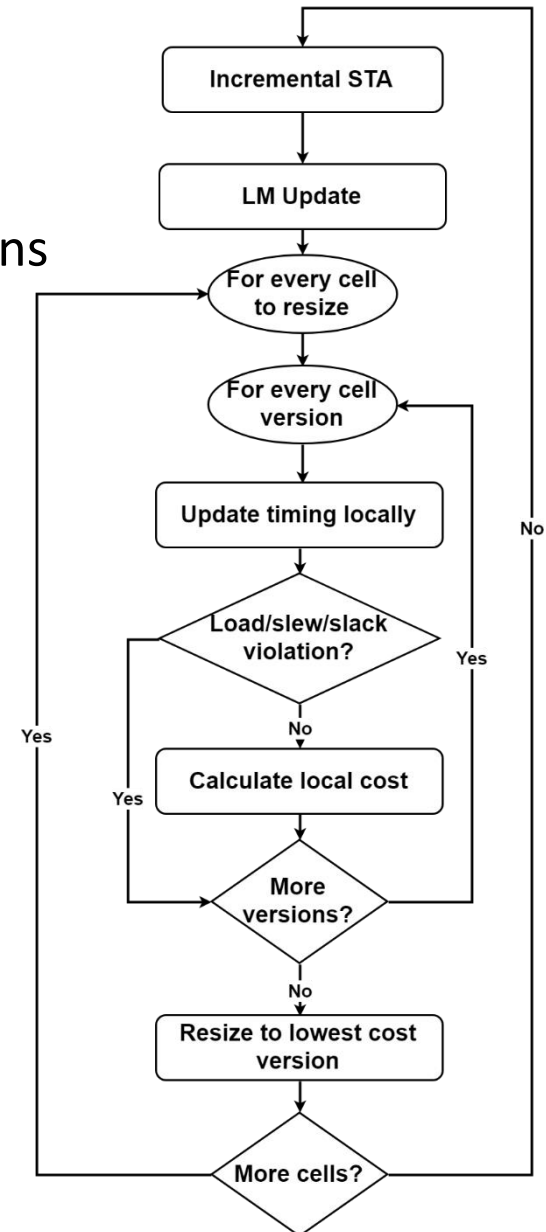 Incremental STA
LM Update
ns
For every cell
to resize
For every cell
version
Update timing locally
No
Load/slew/slack
violation?
Yes
No
Yes
Calculate local cost
Yes
More
versions?
No
Resize to lowest cost
version
More cells?